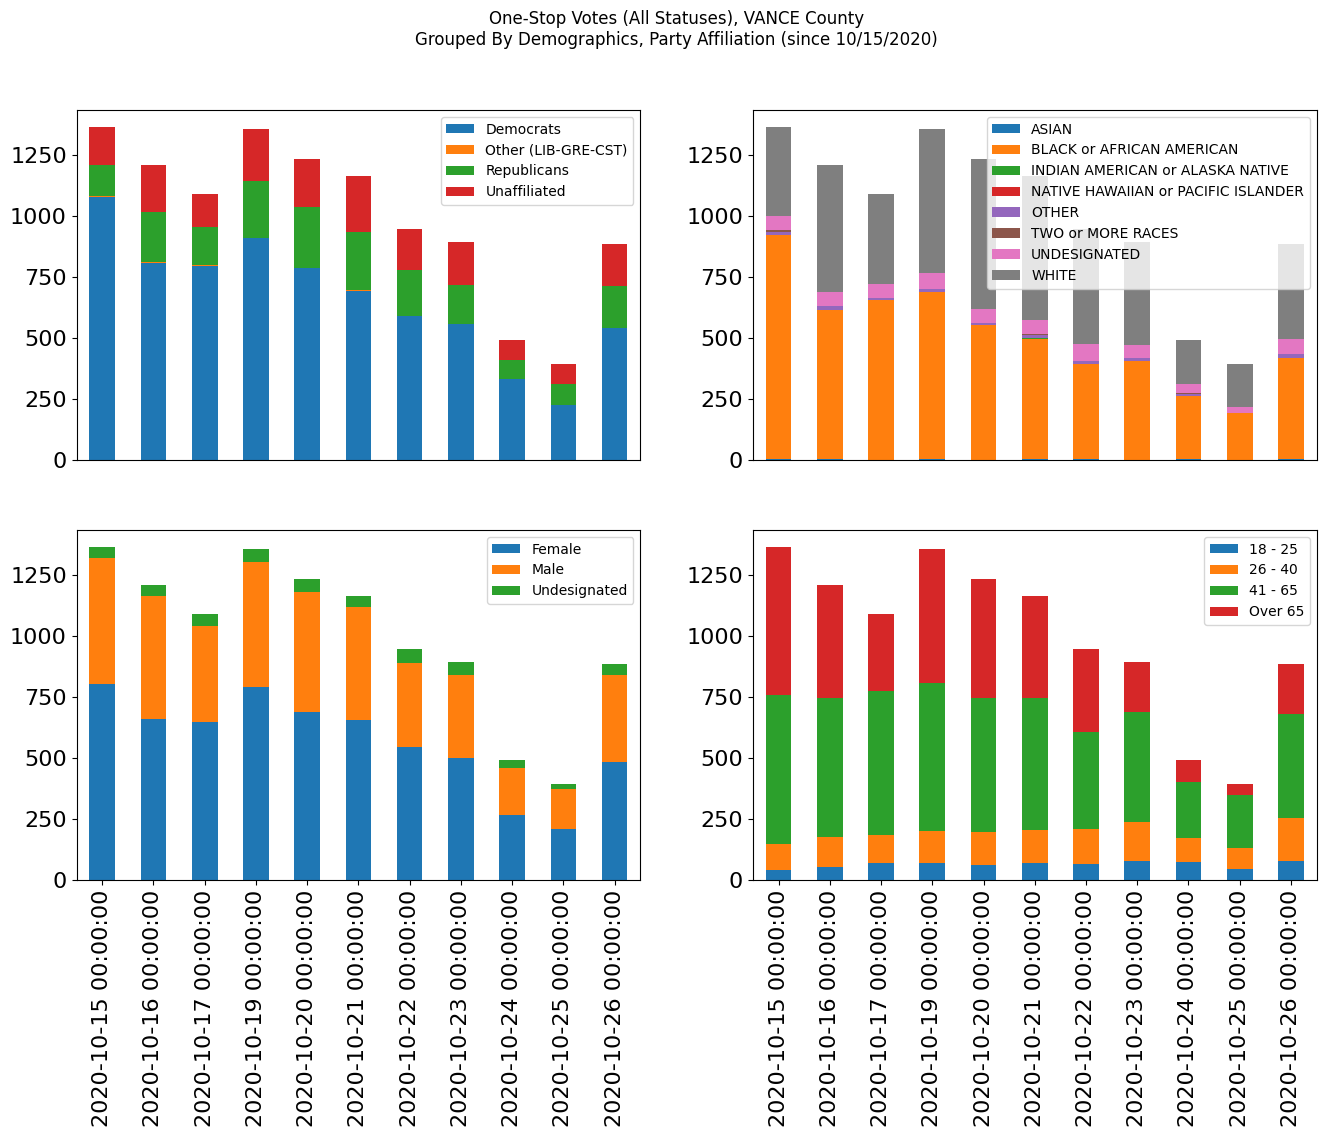 One-Stop Votes (All Statuses), VANCE County
Grouped By Demographics, Party Affiliation (since 10/15/2020)
1250
1000
750
500
250
0
Democrats
Other (LIB-GRE-CST)
Republicans
Unaffiliated
1250
1000
750
500
250
0
ASIAN
BLACK or AFRICAN AMERICAN
INDIAN AMERICAN or ALASKA NATIVE
NATIVE HAWAIIAN or PACIFIC ISLANDER
OTHER
TWO or MORE RACES
UNDESIGNATED
WHITE
1250
1000
750
500
250
0
Female
Male
Undesignated
2020-10-15 00:00:00
2020-10-16 00:00:00
2020-10-17 00:00:00
2020-10-19 00:00:00
2020-10-20 00:00:00
2020-10-21 00:00:00
2020-10-22 00:00:00
2020-10-23 00:00:00
2020-10-24 00:00:00
2020-10-25 00:00:00
2020-10-26 00:00:00
1250
1000
750
500
250
0
18 - 25
26 - 40
41 - 65
Over 65
2020-10-15 00:00:00
2020-10-16 00:00:00
2020-10-17 00:00:00
2020-10-19 00:00:00
2020-10-20 00:00:00
2020-10-21 00:00:00
2020-10-22 00:00:00
2020-10-23 00:00:00
2020-10-24 00:00:00
2020-10-25 00:00:00
2020-10-26 00:00:00